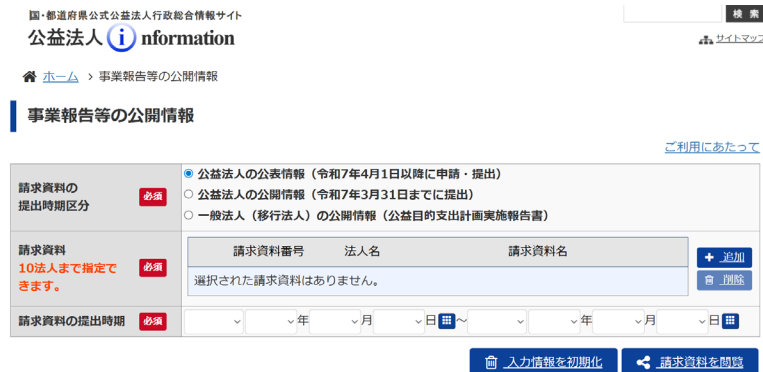 国・都道府県公式公益法人行政総合情報サイト
公益法人 i nformation
検 索
サイトマップ
ホーム > 事業報告等の公開情報
事業報告等の公開情報
ご利用にあたって
請求資料の
提出時期区分
必須
公益法人の公表情報（令和7年4月1日以降に申請・提出）
公益法人の公開情報（令和7年3月31日までに提出）
一般法人（移行法人）の公開情報（公益目的支出計画実施報告書）
請求資料
10法人まで指定で
きます。
必須
請求資料番号 法人名 請求資料名
選択された請求資料はありません。
+ 追加
削除
請求資料の提出時期 必須 年 月 日 ～ 年 月 日
入力情報を初期化 請求資料を閲覧